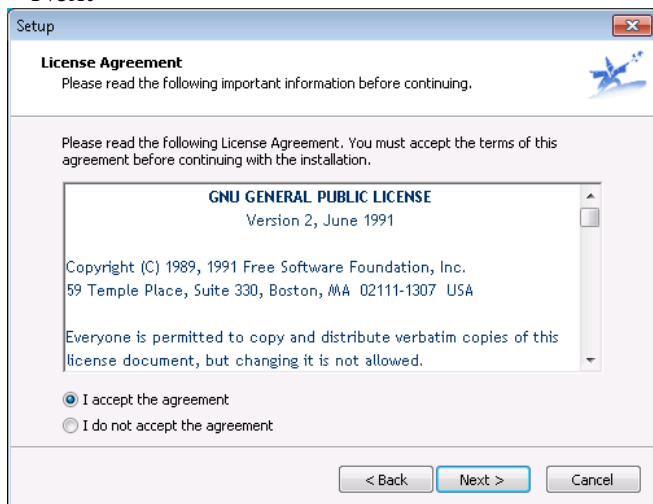 Setup
License Agreement
Please read the following important information before continuing.
Please read the following License Agreement. You must accept the terms of this
agreement before continuing with the installation.
GNU GENERAL PUBLIC LICENSE
Version 2, June 1991
Copyright (C) 1989, 1991 Free Software Foundation, Inc.
59 Temple Place, Suite 330, Boston, MA 02111-1307 USA
Everyone is permitted to copy and distribute verbatim copies of this
license document, but changing it is not allowed.
I accept the agreement
I do not accept the agreement
< Back
Next >
Cancel